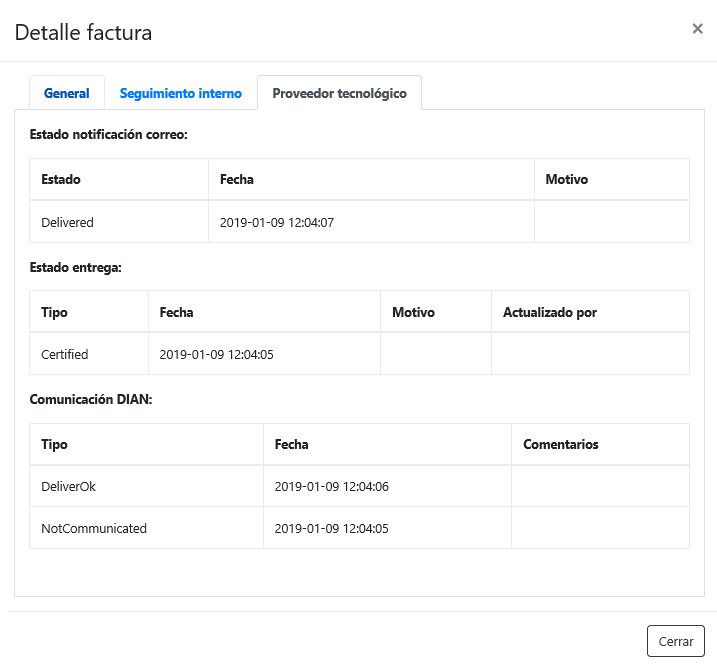 Detalle factura ×
General Seguimiento interno Proveedor tecnológico
Estado notificación correo:
Estado Fecha Motivo
Delivered 2019-01-09 12:04:07
Estado entrega:
Tipo Fecha Motivo Actualizado por
Certified 2019-01-09 12:04:05
Comunicación DIAN:
Tipo Fecha Comentarios
DeliverOk 2019-01-09 12:04:06
NotCommunicated 2019-01-09 12:04:05
Cerrar